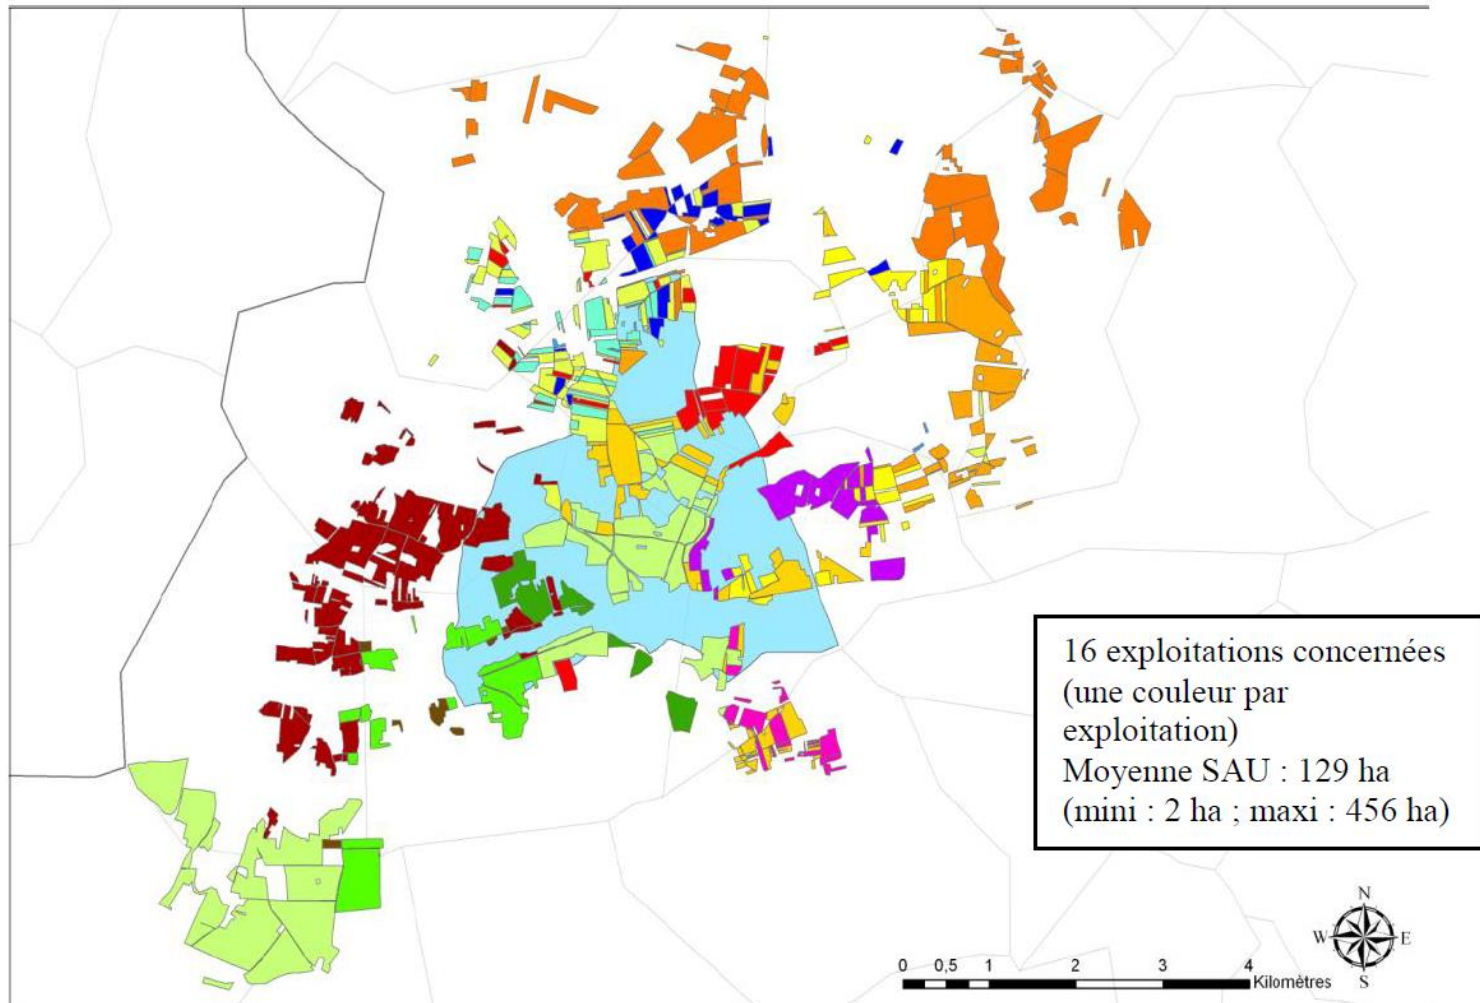 16 exploitations concernées
(une couleur par
exploitation)
Moyenne SAU : 129 ha
(mini : 2 ha ; maxi : 456 ha)
N
W E
S
0 0,5 1 2 3 4
Kilomètres